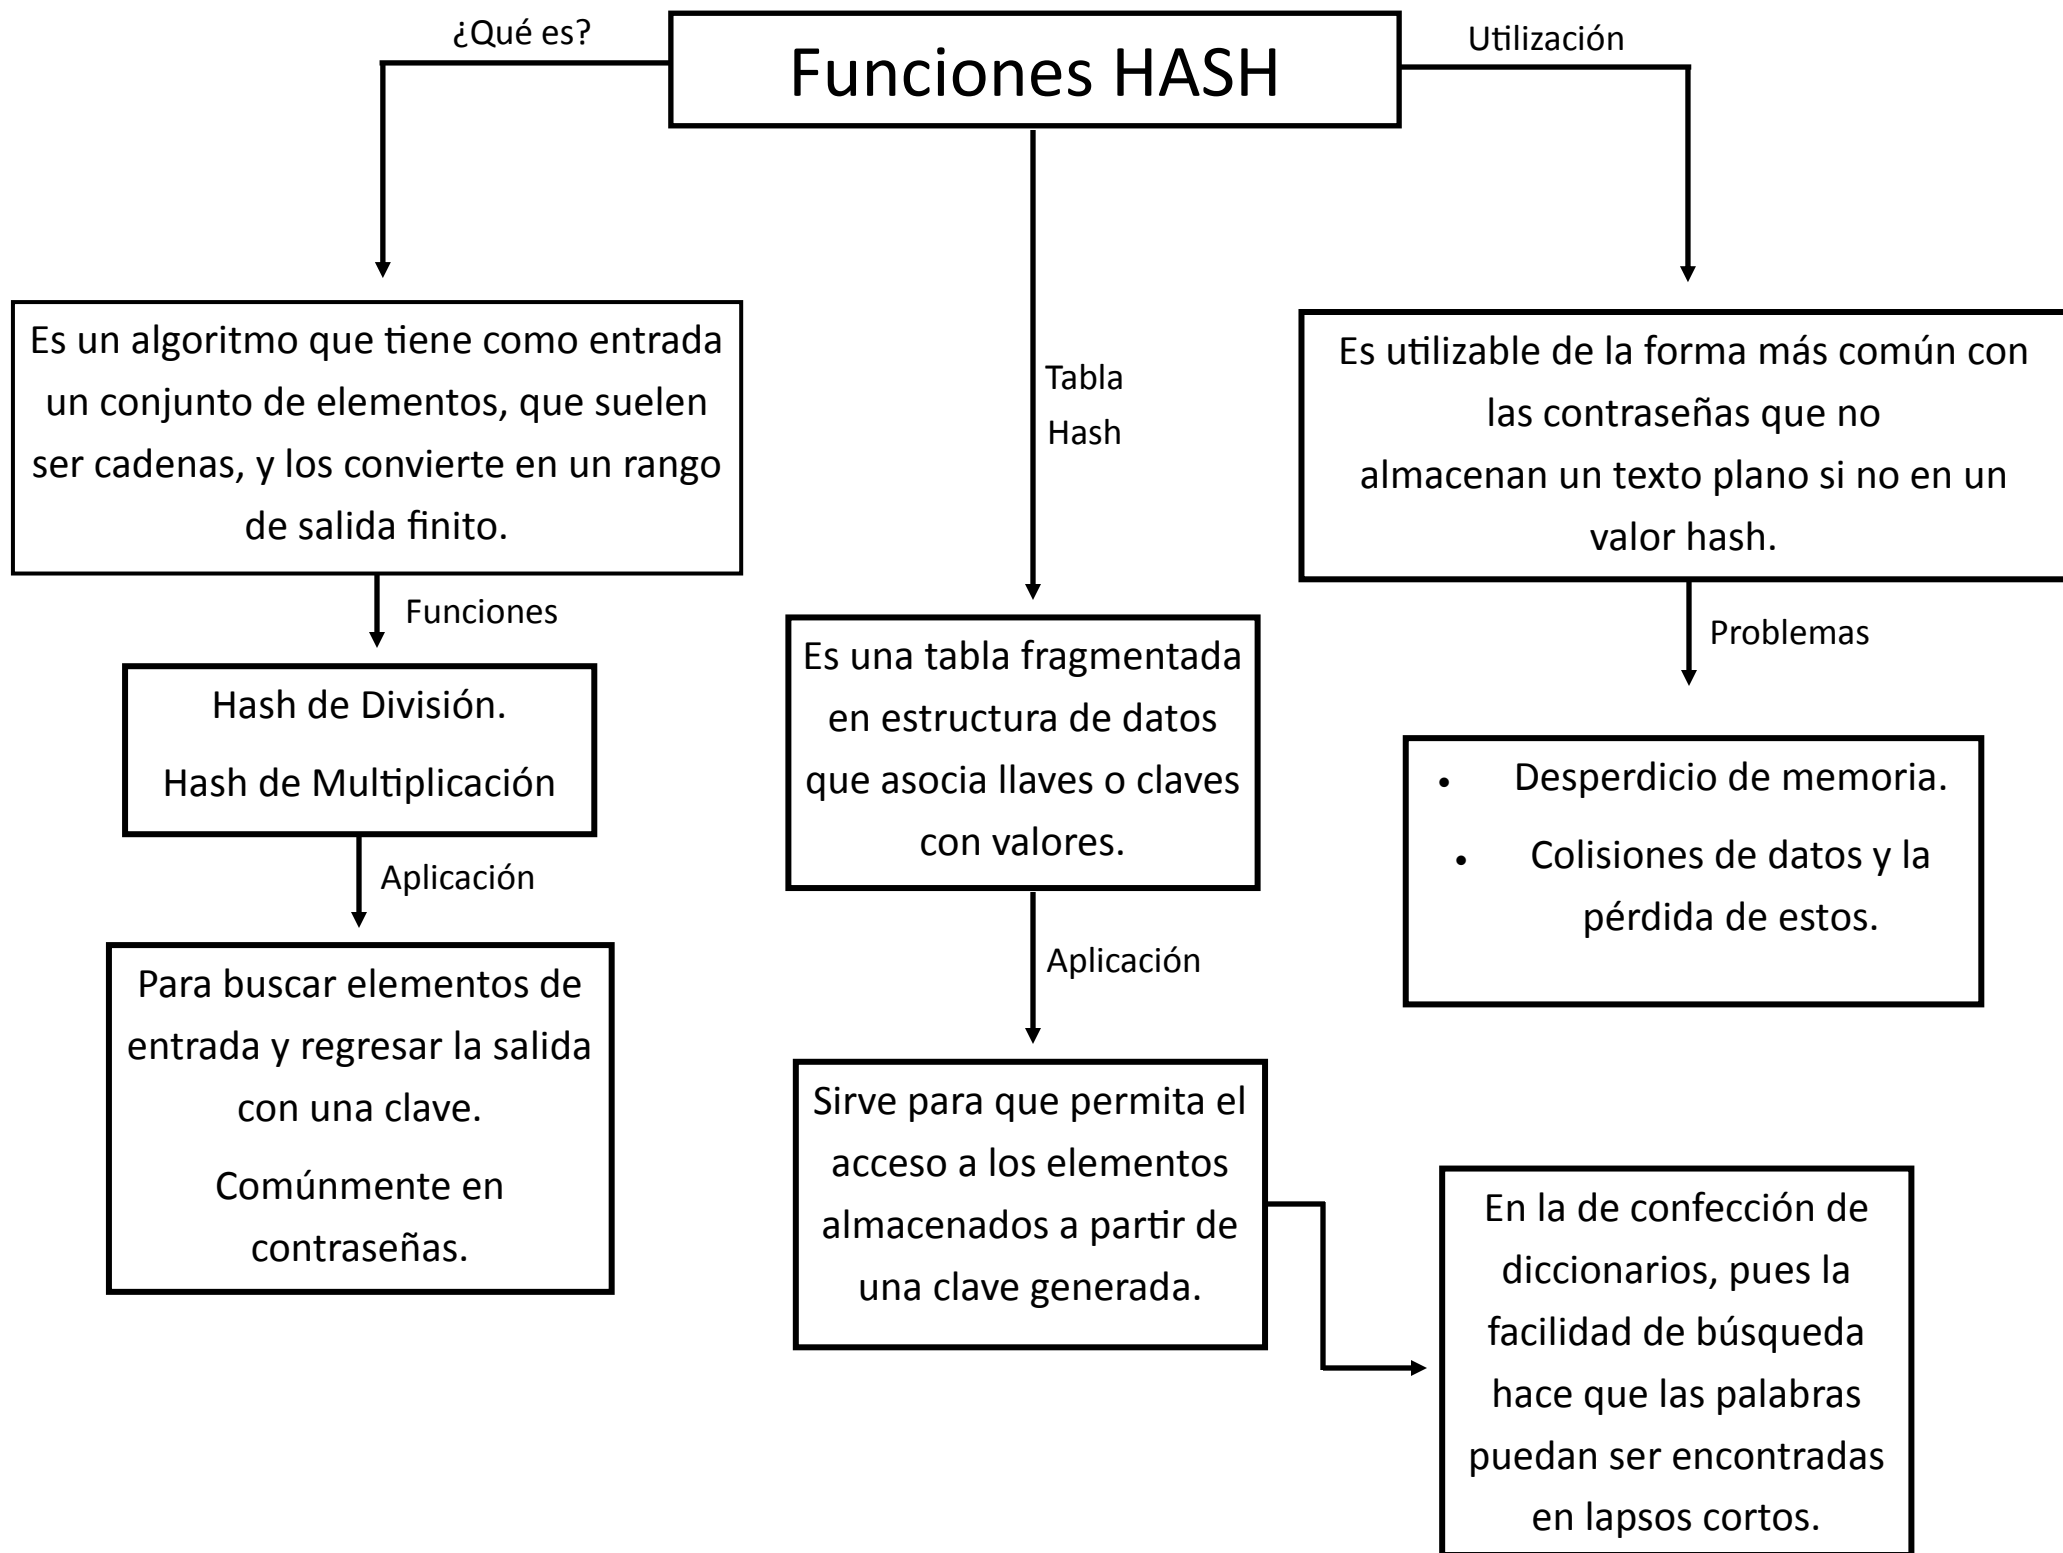 Funciones HASH
¿Qué es?
Es un algoritmo que tiene como entrada
un conjunto de elementos, que suelen
ser cadenas, y los convierte en un rango
de salida finito.
Funciones
Hash de División.
Hash de Multiplicación
Aplicación
Para buscar elementos de
entrada y regresar la salida
con una clave.
Comúnmente en
contraseñas.
Tabla
Hash
Es una tabla fragmentada
en estructura de datos
que asocia llaves o claves
con valores.
Aplicación
Sirve para que permita el
acceso a los elementos
almacenados a partir de
una clave generada.
En la de confección de
diccionarios, pues la
facilidad de búsqueda
hace que las palabras
puedan ser encontradas
en lapsos cortos.
Utilización
Es utilizable de la forma más común con
las contraseñas que no
almacenan un texto plano si no en un
valor hash.
Problemas
• Desperdicio de memoria.
• Colisiones de datos y la
pérdida de estos.